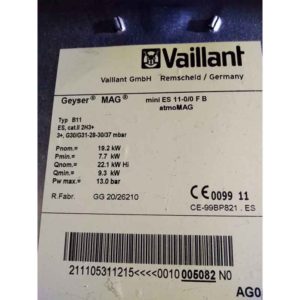 Vaillant
Vaillant GmbH Remscheid / Germany
Geyser® MAG® mini ES 11-0/0 F B
atmoMAG
Typ B11
ES, cat.II 2H3+
3+, G30/G31-28-30/37 mbar
Pnom.= 19.2 kW
Pmin.= 7.7 kW
Qnom.= 22.1 kW Hi
Qmin.= 9.3 kW
Pw max.= 13.0 bar
R.Fabr. GG 20/26210
CE 0099 11
CE-99BP821 . ES
211105311215<<<<0010 005082 N0
AG0